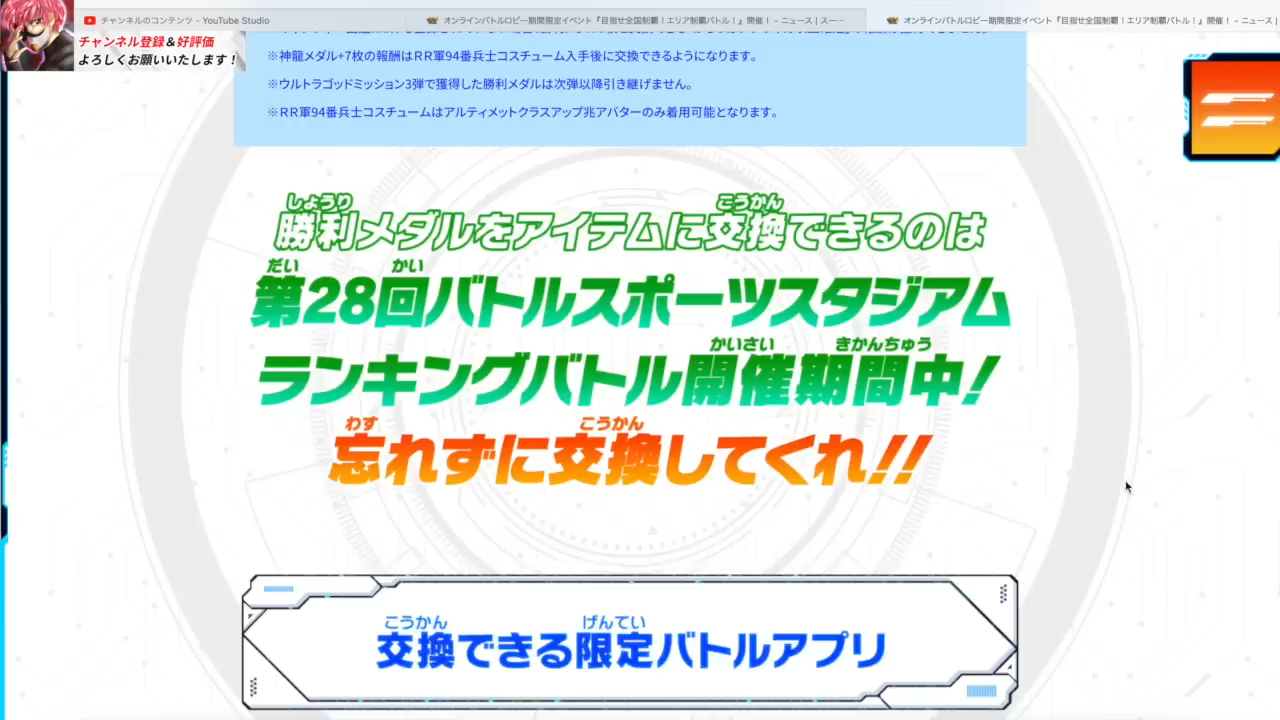 チャンネルのコンテンツ - YouTube Studio
オンラインバトルロビー期間限定イベント『目指せ全国制覇！エリア制覇バトル！』開催！ – ニュース | スー…
オンラインバトルロビー期間限定イベント『目指せ全国制覇！エリア制覇バトル！』開催！ – ニュース | ス
チャンネル登録＆好評価
よろしくお願いいたします！
※神龍メダル+7枚の報酬はRR軍94番兵士コスチューム入手後に交換できるようになります。
※ウルトラゴッドミッション3弾で獲得した勝利メダルは次弾以降引き継げません。
※RR軍94番兵士コスチュームはアルティメットクラスアップ兆アバターのみ着用可能となります。
しょうり こうかん
勝利メダルをアイテムに交換できるのは
だい かい
第28回バトルスポーツスタジアム
かいさい きかんちゅう
ランキングバトル開催期間中！
わす こうかん
忘れずに交換してくれ！！
こうかん げんてい
交換できる限定バトルアプリ